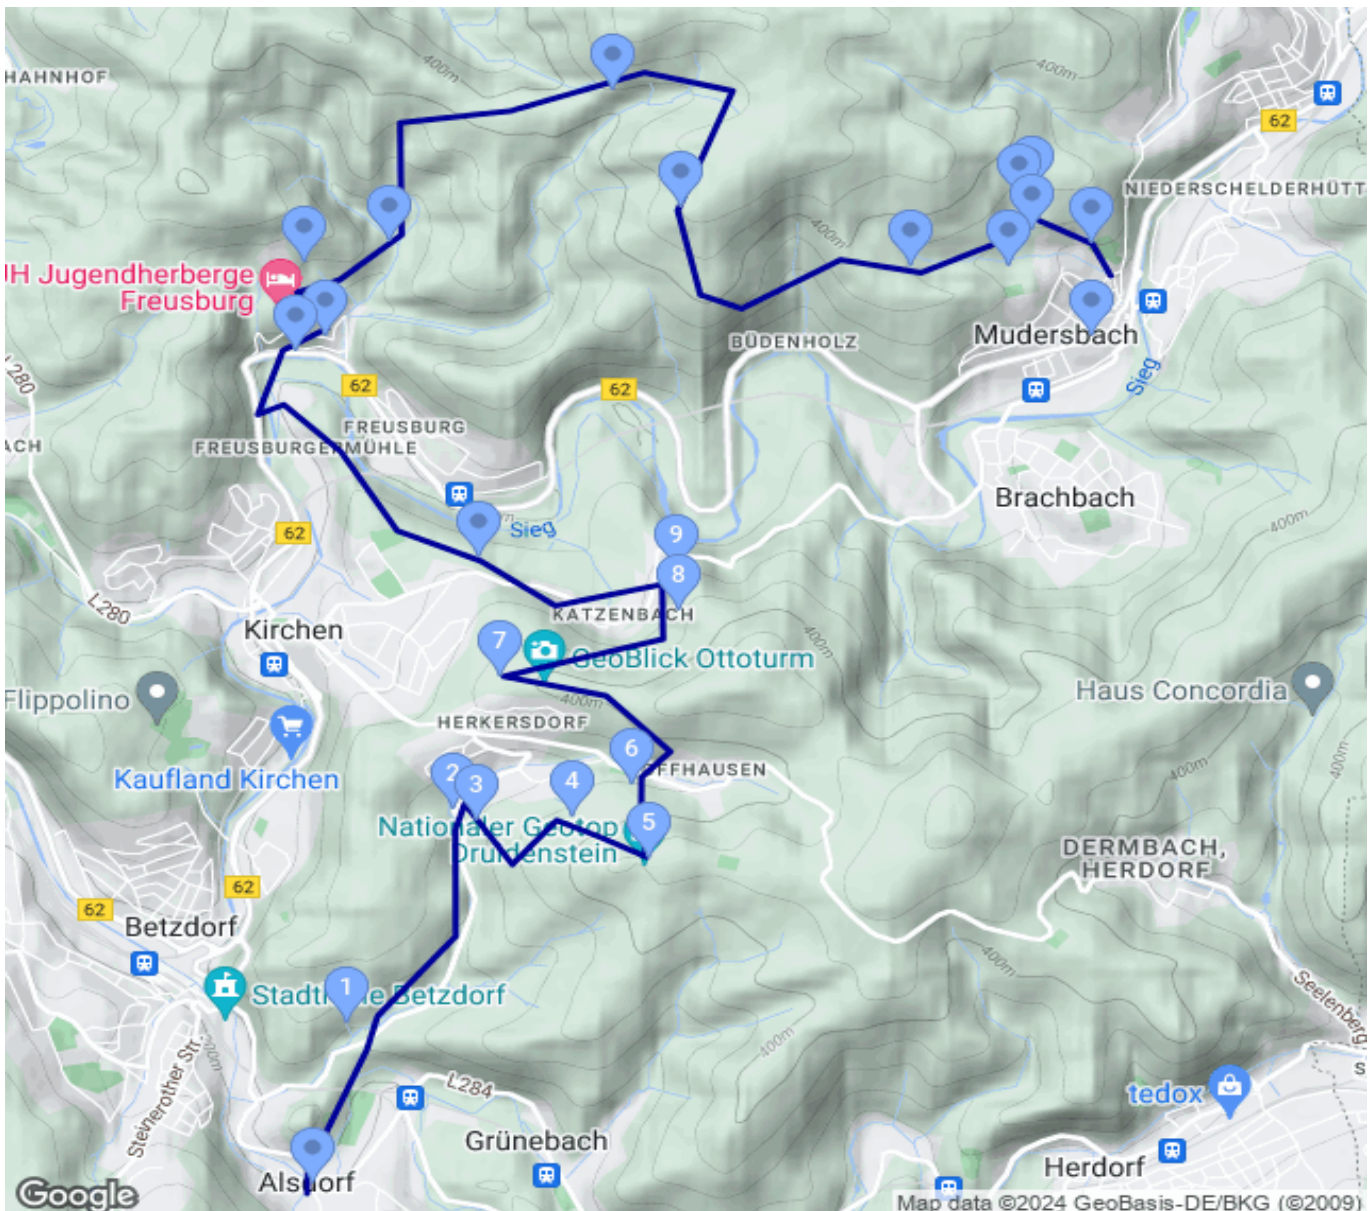 HAHNHOF
400m
400m
62
NIEDERSCHELDERHÜTT
JH Jugendherberge
Freusburg
400m
Mudersbach
BÜDENHOLZ
L280
62
62
Sieg
ACH
FREUSBURG
FREUSBURGERMÜHLE
Brachbach
400m
Sieg
62
9
8
L280
KATZENBACH
Kirchen
7
GeoBlick Ottoturm
400m
400m
Flippolino
Haus Concordia
HERKERSDORF
6
OFFHAUSEN
Kaufland Kirchen
2
3
4
400m
Nationaler Geotop
Druidenstein
5
DERMBACH,
HERDORF
62
62
Betzdorf
400m
1
Stadthalle Betzdorf
Seelenberg
Steinerother Str.
400m
L284
tedox
S
Grünebach
Herdorf
Alsdorf
Google
Map data ©2024 GeoBasis-DE/BKG (©2009)